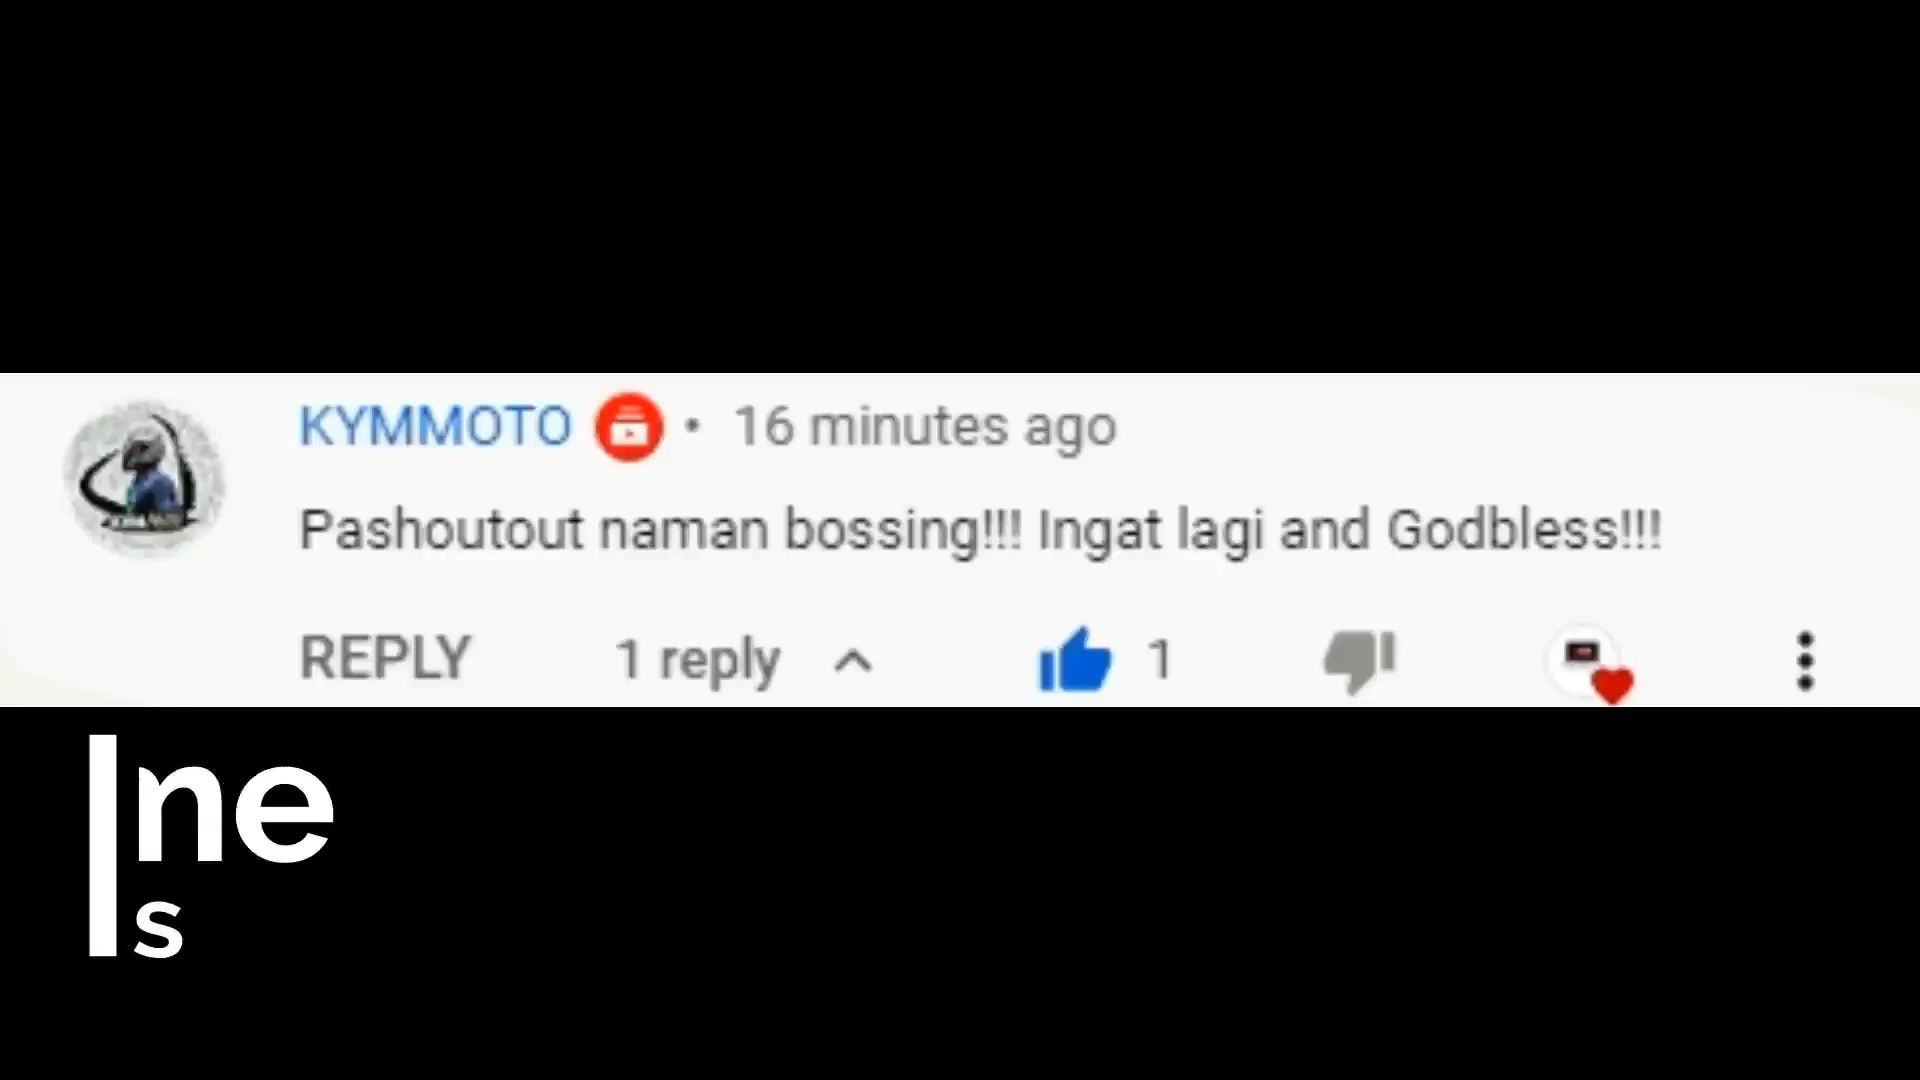 KYMMOTO • 16 minutes ago
Pashoutout naman bossing!!! Ingat lagi and Godbless!!!
REPLY 1 reply 1
ne
s